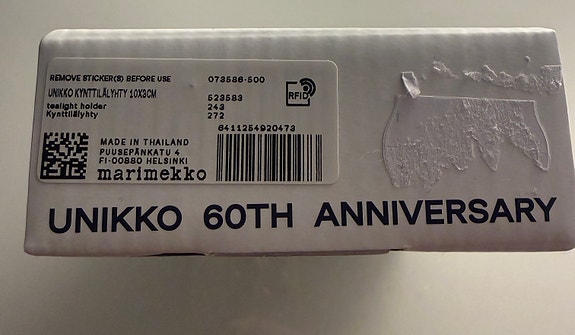 REMOVE STICKER(S) BEFORE USE
073586-500
UNIKKO KYNTTILÄLYHTY 10X3CM
523583
tealight holder
243
Kynttilälyhty
272
RFID
6411254920473
MADE IN THAILAND
PUUSEPÄNKATU 4
FI-00880 HELSINKI
marimekko
UNIKKO 60TH ANNIVERSARY